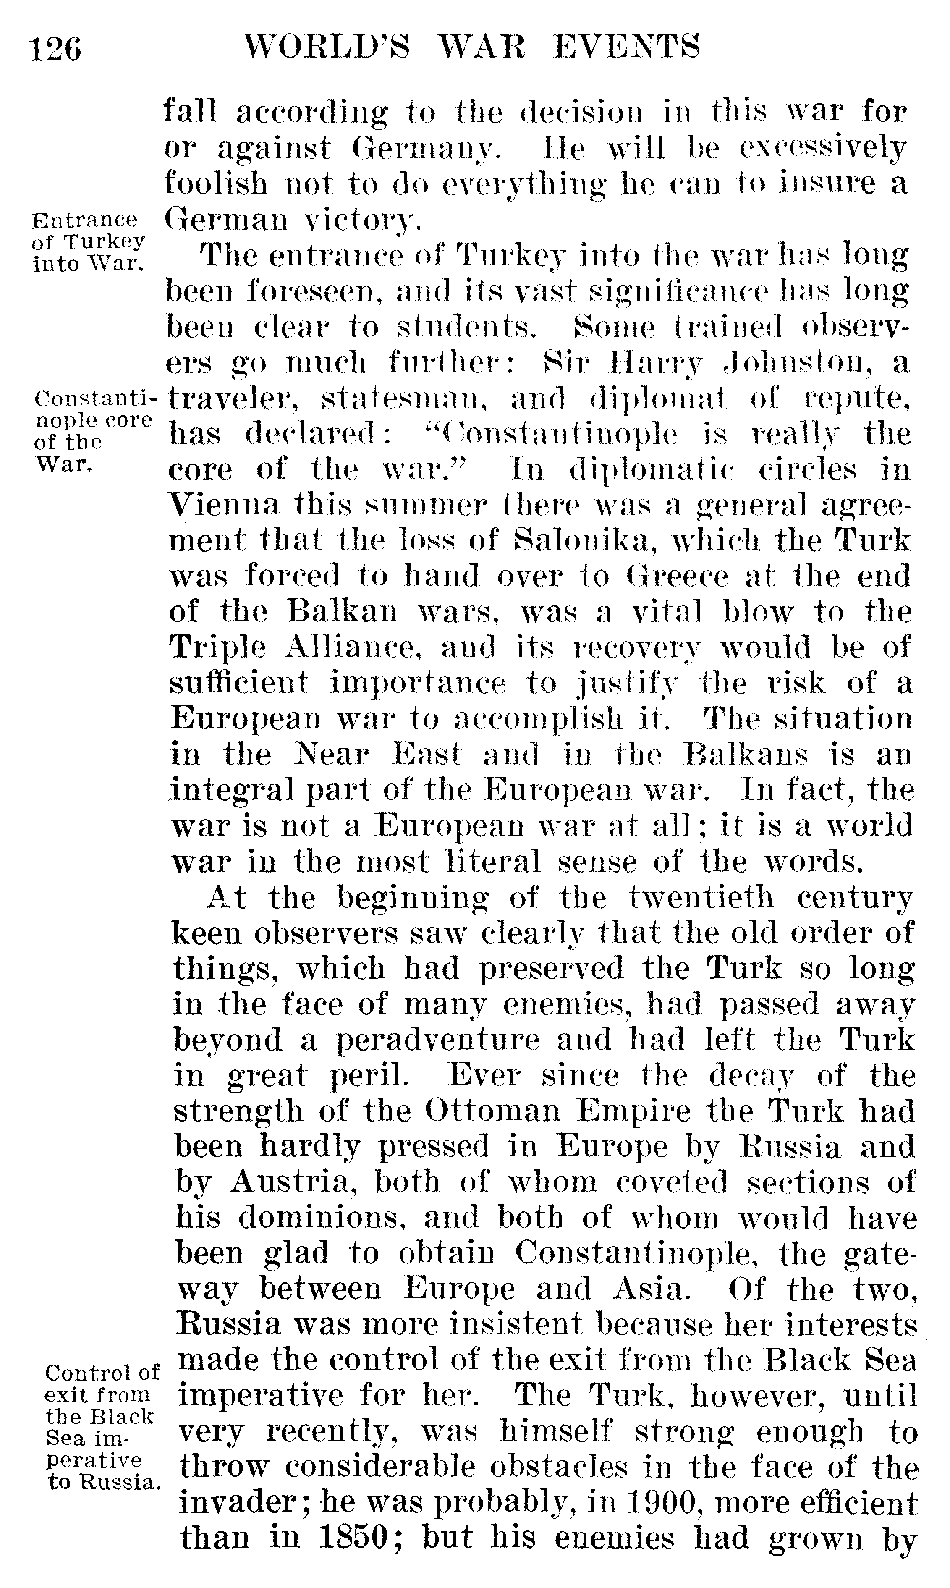 126 WORLD'S WAR EVENTS
fall according to the decision in this war for
or against Germany. He will be excessively
foolish not to do everything he can to insure a
German victory.
Entrance
of Turkey
into War.
The entrance of Turkey into the war has long
been foreseen, and its vast significance has long
been clear to students. Some trained observ-
ers go much further: Sir Harry Johnston, a
traveler, statesman, and diplomat of repute,
has declared: "Constantinople is really the
core of the war." In diplomatic circles in
Constanti-
nople core
of the
War.
Vienna this summer there was a general agree-
ment that the loss of Salonika, which the Turk
was forced to hand over to Greece at the end
of the Balkan wars, was a vital blow to the
Triple Alliance, and its recovery would be of
sufficient importance to justify the risk of a
European war to accomplish it. The situation
in the Near East and in the Balkans is an
integral part of the European war. In fact, the
war is not a European war at all; it is a world
war in the most literal sense of the words.
At the beginning of the twentieth century
keen observers saw clearly that the old order of
things, which had preserved the Turk so long
in the face of many enemies, had passed away
beyond a peradventure and had left the Turk
in great peril. Ever since the decay of the
strength of the Ottoman Empire the Turk had
been hardly pressed in Europe by Russia and
by Austria, both of whom coveted sections of
his dominions, and both of whom would have
been glad to obtain Constantinople, the gate-
way between Europe and Asia. Of the two,
Russia was more insistent because her interests
made the control of the exit from the Black Sea
imperative for her. The Turk, however, until
very recently, was himself strong enough to
throw considerable obstacles in the face of the
Control of
exit from
the Black
Sea im-
perative
to Russia.
invader; he was probably, in 1900, more efficient
than in 1850; but his enemies had grown by